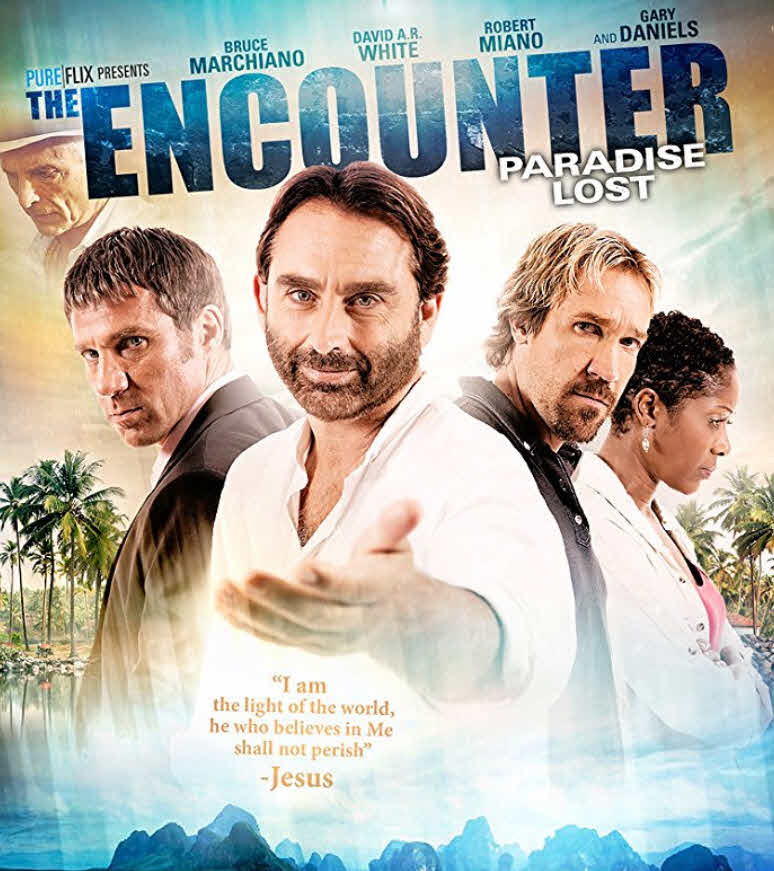 BRUCE
MARCHIANO
DAVID A.R.
WHITE
ROBERT
MIANO
AND GARY
DANIELS
PURE|FLIX PRESENTS
THE ENCOUNTER
PARADISE
LOST
“I am
the light of the world,
he who believes in Me
shall not perish”
-Jesus